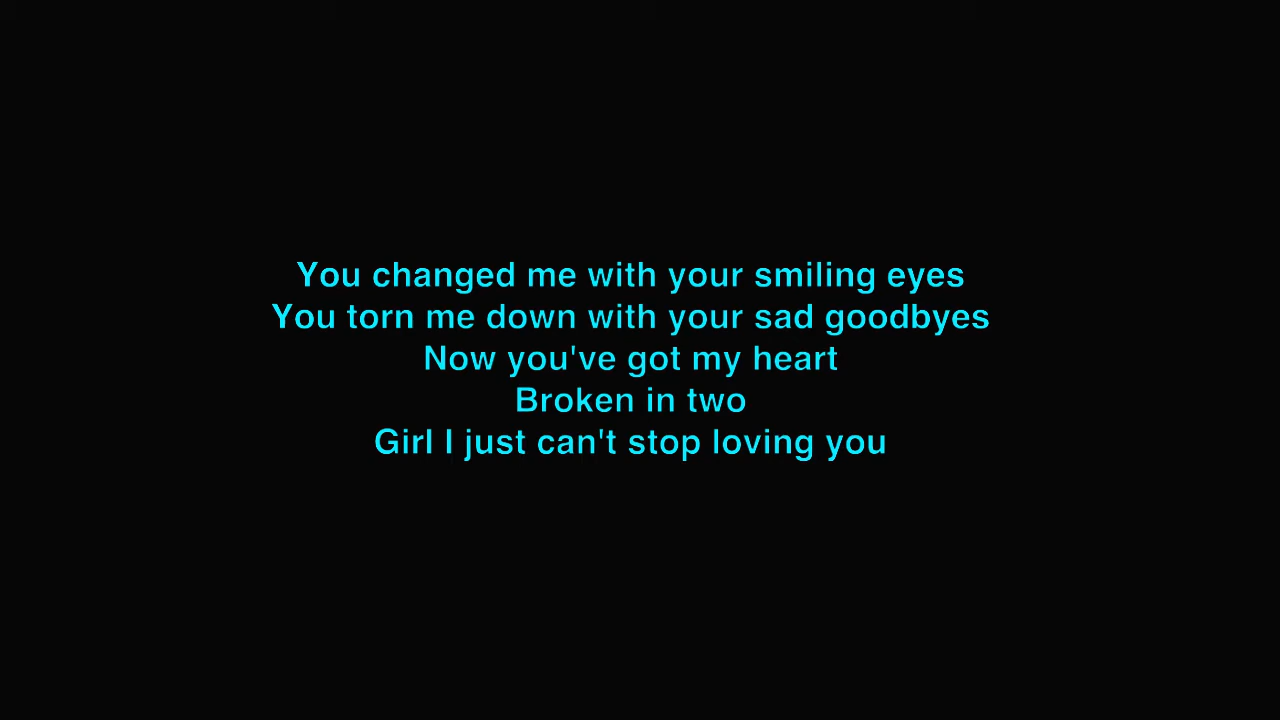 You changed me with your smiling eyes
You torn me down with your sad goodbyes
Now you've got my heart
Broken in two
Girl I just can't stop loving you